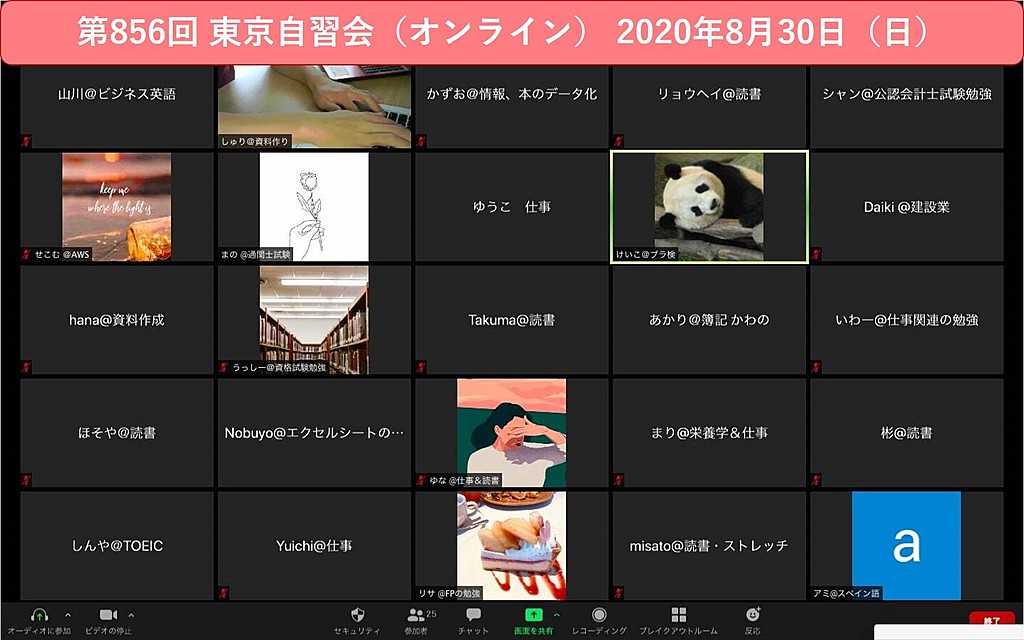 第856回 東京自習会（オンライン） 2020年8月30日（日）
山川@ビジネス英語
しゅり@資料作り
かずお@情報、本のデータ化
リョウヘイ@読書
シャン@公認会計士試験勉強
keep me
where the light is
せこむ @AWS
まの @通関士試験
ゆうこ　仕事
けいこ@ブラ検
Daiki @建設業
hana@資料作成
うっしー@資格試験勉強
Takuma@読書
あかり@簿記 かわの
いわー@仕事関連の勉強
ほそや@読書
Nobuyo@エクセルシートの…
ゆな @仕事&読書
まり@栄養学＆仕事
彬@読書
しんや@TOEIC
Yuichi@仕事
リサ @FPの勉強
misato@読書・ストレッチ
a
アミ@スペイン語
オーディオに参加
ビデオの停止
セキュリティ
25
参加者
チャット
画面を共有
レコーディング
ブレイクアウトルーム
反応
終了